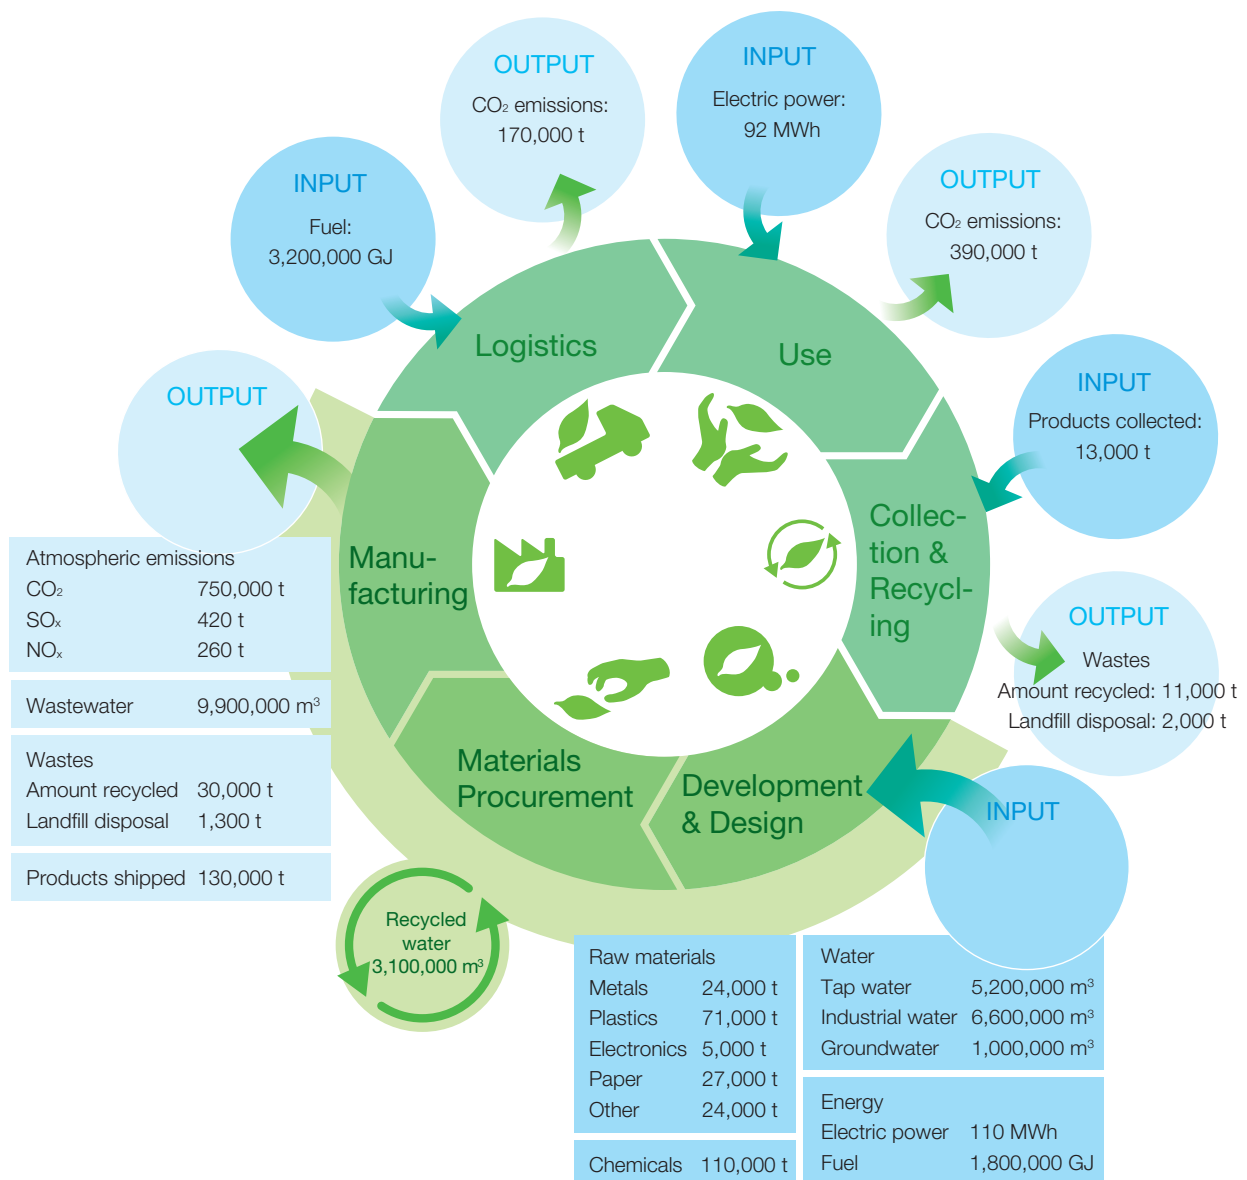 OUTPUT
CO₂ emissions:
170,000 t
INPUT
Electric power:
92 MWh
INPUT
Fuel:
3,200,000 GJ
OUTPUT
CO₂ emissions:
390,000 t
Logistics
Use
INPUT
Products collected:
13,000 t
OUTPUT
Atmospheric emissions
CO₂ 750,000 t
SOₓ 420 t
NOₓ 260 t
Wastewater 9,900,000 m³
Wastes
Amount recycled 30,000 t
Landfill disposal 1,300 t
Products shipped 130,000 t
Manu-
facturing
Collec-
tion &
Recycl-
ing
OUTPUT
Wastes
Amount recycled: 11,000 t
Landfill disposal: 2,000 t
Materials
Procurement
Development
& Design
INPUT
Recycled
water
3,100,000 m³
Raw materials
Metals 24,000 t
Plastics 71,000 t
Electronics 5,000 t
Paper 27,000 t
Other 24,000 t
Chemicals 110,000 t
Water
Tap water 5,200,000 m³
Industrial water 6,600,000 m³
Groundwater 1,000,000 m³
Energy
Electric power 110 MWh
Fuel 1,800,000 GJ